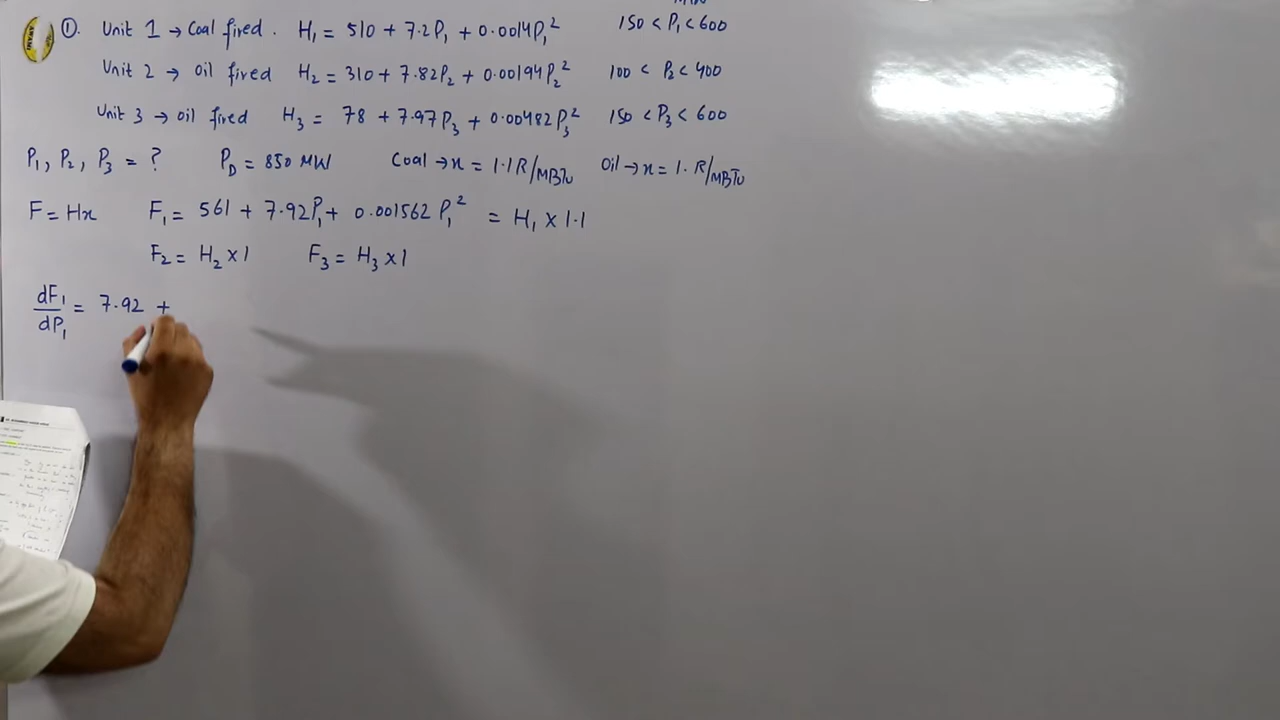 ①. Unit 1 → Coal fired. H₁ = 510 + 7.2P₁ + 0.0014P₁² 150 < P₁ < 600
Unit 2 → Oil fired H₂ = 310 + 7.82P₂ + 0.00194P₂² 100 < P₂ < 400
Unit 3 → oil fired H₃ = 78 + 7.97P₃ + 0.00482P₃² 150 < P₃ < 600
P₁, P₂, P₃ = ? P_D = 850 MW Coal → x = 1.1R/MBTu Oil → x = 1. R/MBTu
F = Hx F₁ = 561 + 7.92P₁ + 0.001562 P₁² = H₁ × 1.1
F₂ = H₂ × 1 F₃ = H₃ × 1
dF₁/dP₁ = 7.92 +